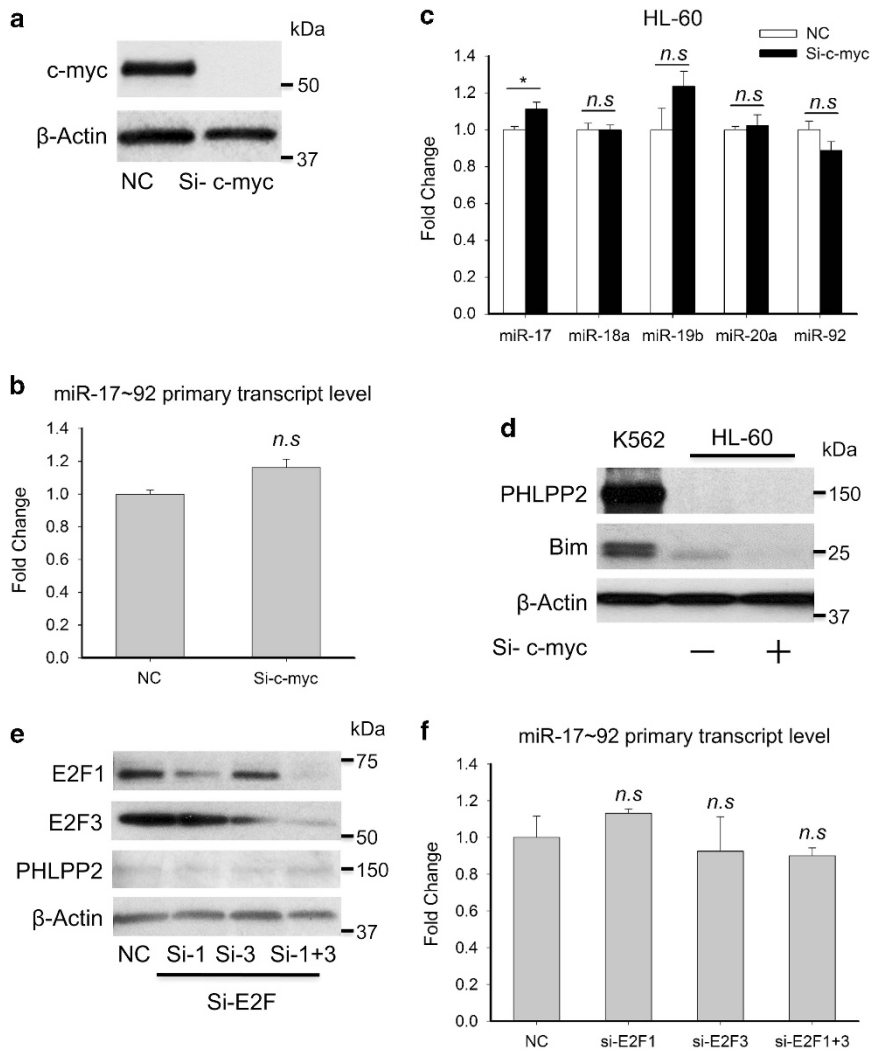 a
kDa
c-myc
50
β-Actin
37
NC Si- c-myc
b
miR-17~92 primary transcript level
1.4
1.2
1.0
0.8
0.6
0.4
0.2
0.0
Fold Change
n.s
NC Si-c-myc
c
HL-60
NC
Si-c-myc
1.4
1.2
1.0
0.8
0.6
0.4
0.2
0.0
Fold Change
* n.s n.s n.s n.s
miR-17 miR-18a miR-19b miR-20a miR-92
d
K562 HL-60 kDa
PHLPP2 150
Bim 25
β-Actin
37
Si- c-myc — +
e
kDa
75
E2F1
E2F3
50
PHLPP2 150
β-Actin
37
NC Si-1 Si-3 Si-1+3
Si-E2F
f
miR-17~92 primary transcript level
1.4
1.2
1.0
0.8
0.6
0.4
0.2
0.0
Fold Change
n.s n.s n.s
NC si-E2F1 si-E2F3 si-E2F1+3